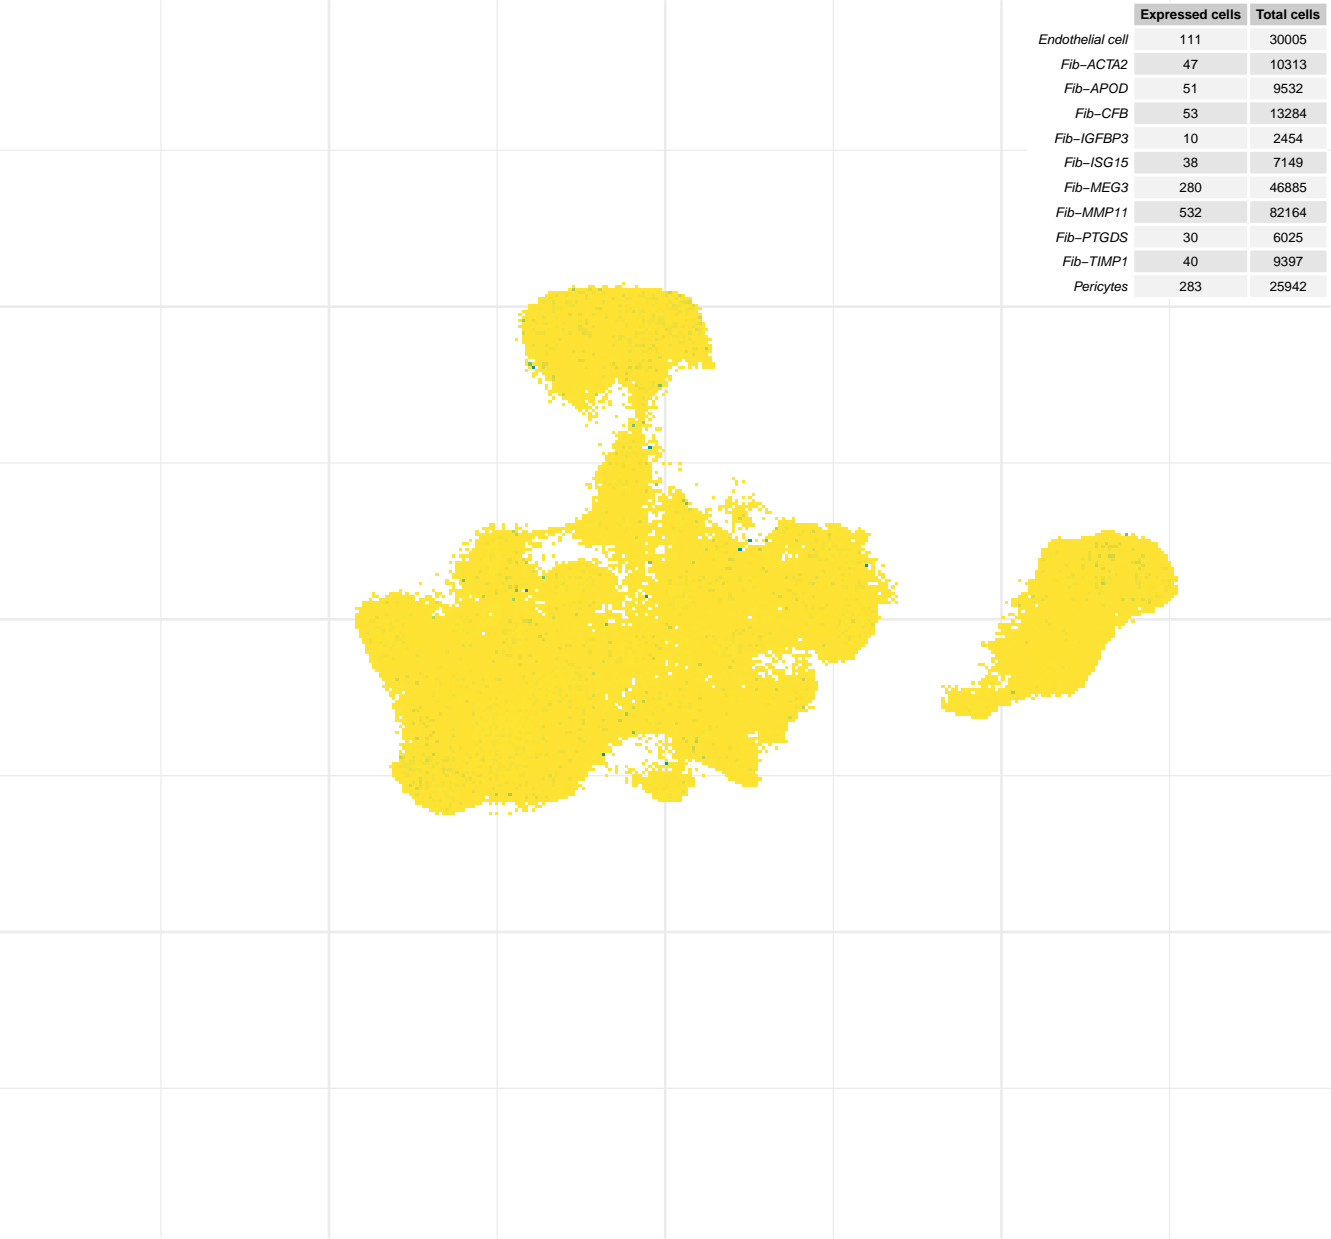 Expressed cells Total cells
Endothelial cell 111 30005
Fib−ACTA2 47 10313
Fib−APOD 51 9532
Fib−CFB 53 13284
Fib−IGFBP3 10 2454
Fib−ISG15 38 7149
Fib−MEG3 280 46885
Fib−MMP11 532 82164
Fib−PTGDS 30 6025
Fib−TIMP1 40 9397
Pericytes 283 25942